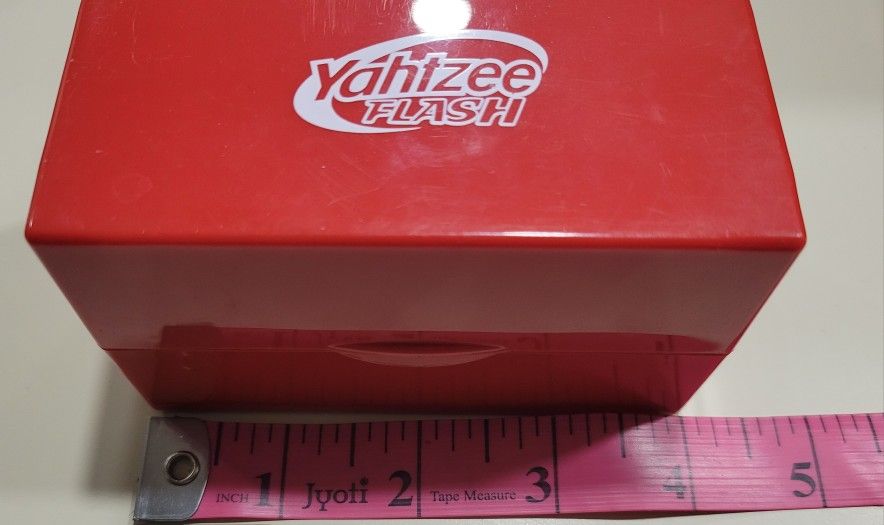 Yahtzee
FLASH
INCH 1 Jyoti 2 Tape Measure 3 4 5